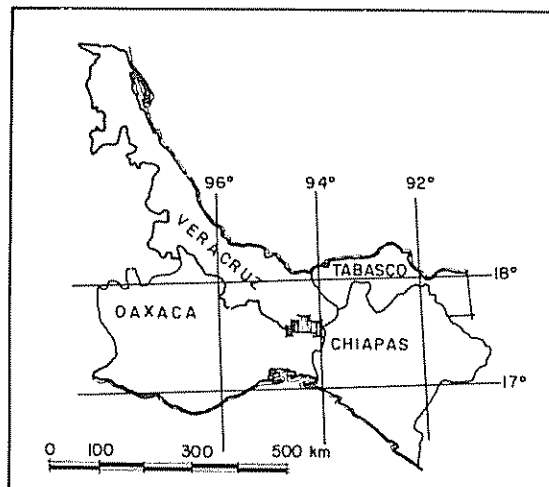 96° 94° 92°
VERACRUZ
TABASCO
18°
OAXACA
CHIAPAS
17°
0 100 300 500 km